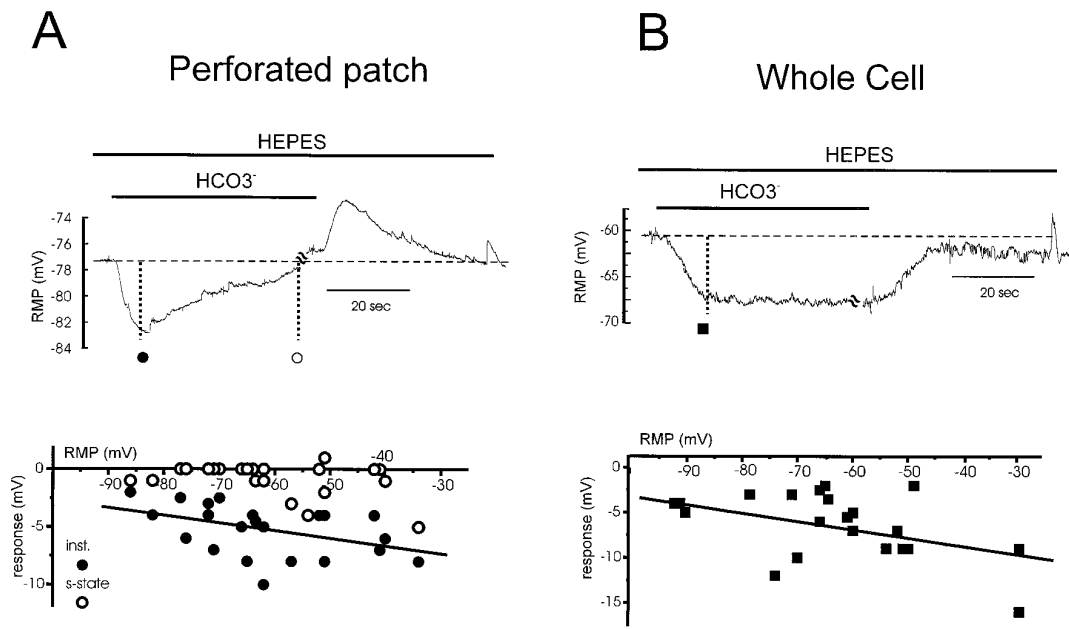 A
Perforated patch
HEPES
HCO3-
-74
-77
-80
-82
-84
RMP (mV)
20 sec
RMP (mV)
-40
0
-90
-80
-70
-60
-50
-30
-5
-10
response (mV)
inst.
s-state
B
Whole Cell
HEPES
HCO3-
-60
-65
-70
RMP (mV)
20 sec
RMP (mV)
0
-90
-80
-70
-60
-50
-40
-30
-5
-10
-15
response (mV)